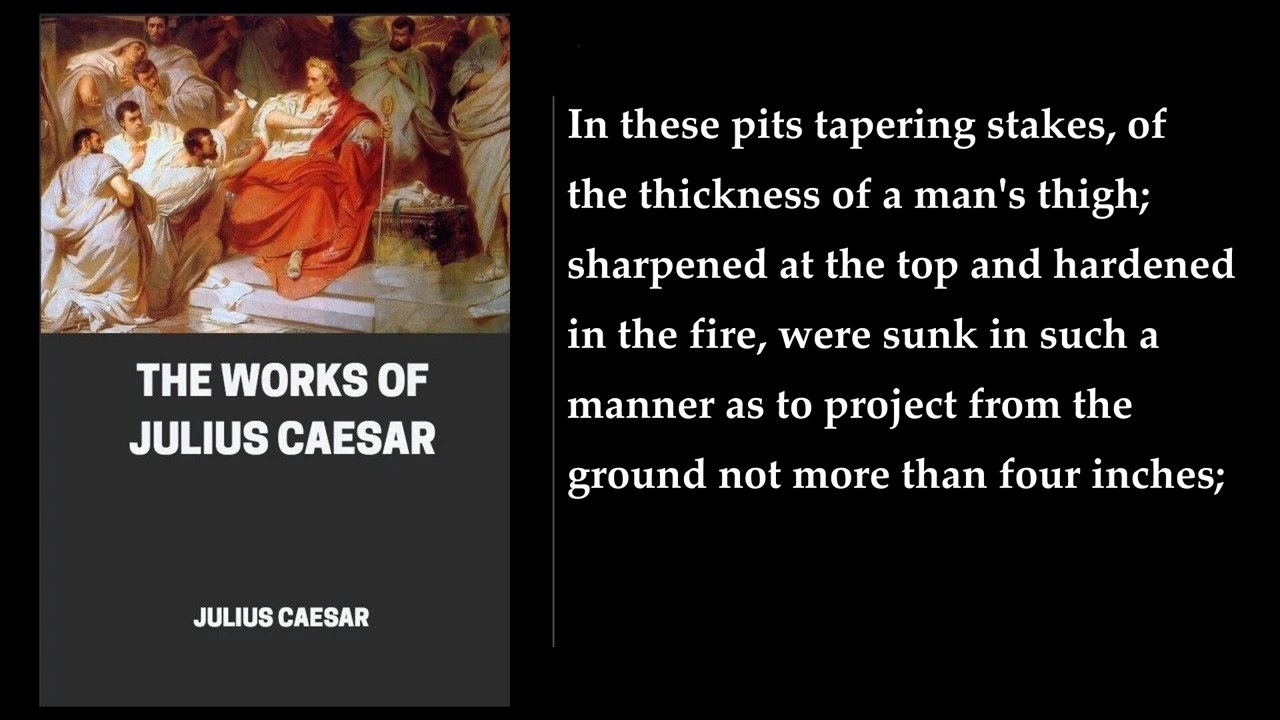 THE WORKS OF
JULIUS CAESAR
JULIUS CAESAR
In these pits tapering stakes, of
the thickness of a man's thigh;
sharpened at the top and hardened
in the fire, were sunk in such a
manner as to project from the
ground not more than four inches;